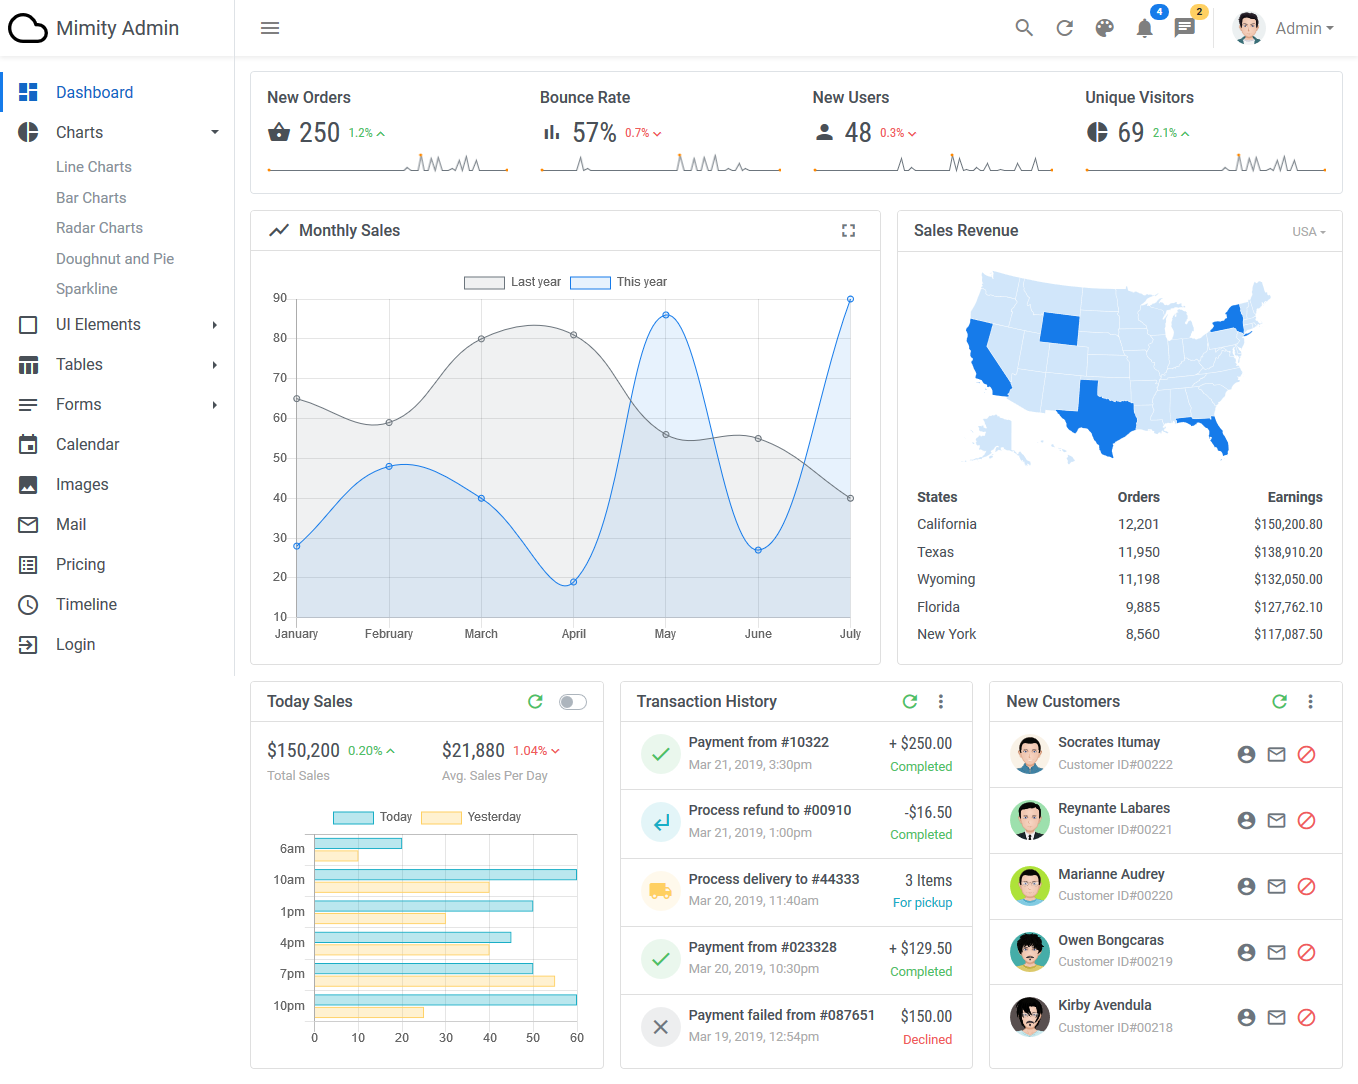 Mimity Admin
4
2
Admin
Dashboard
Charts
Line Charts
Bar Charts
Radar Charts
Doughnut and Pie
Sparkline
UI Elements
Tables
Forms
Calendar
Images
Mail
Pricing
Timeline
Login
New Orders
250 1.2%
Bounce Rate
57% 0.7%
New Users
48 0.3%
Unique Visitors
69 2.1%
Monthly Sales
Last year This year
90
80
70
60
50
40
30
20
10
January February March April May June July
Sales Revenue
USA
States Orders Earnings
California 12,201 $150,200.80
Texas 11,950 $138,910.20
Wyoming 11,198 $132,050.00
Florida 9,885 $127,762.10
New York 8,560 $117,087.50
Today Sales
$150,200 0.20%
Total Sales
$21,880 1.04%
Avg. Sales Per Day
Today Yesterday
6am
10am
1pm
4pm
7pm
10pm
0 10 20 30 40 50 60
Transaction History
Payment from #10322 + $250.00
Mar 21, 2019, 3:30pm Completed
Process refund to #00910 -$16.50
Mar 21, 2019, 1:00pm Completed
Process delivery to #44333 3 Items
Mar 20, 2019, 11:40am For pickup
Payment from #023328 + $129.50
Mar 20, 2019, 10:30pm Completed
Payment failed from #087651 $150.00
Mar 19, 2019, 12:54pm Declined
New Customers
Socrates Itumay
Customer ID#00222
Reynante Labares
Customer ID#00221
Marianne Audrey
Customer ID#00220
Owen Bongcaras
Customer ID#00219
Kirby Avendula
Customer ID#00218